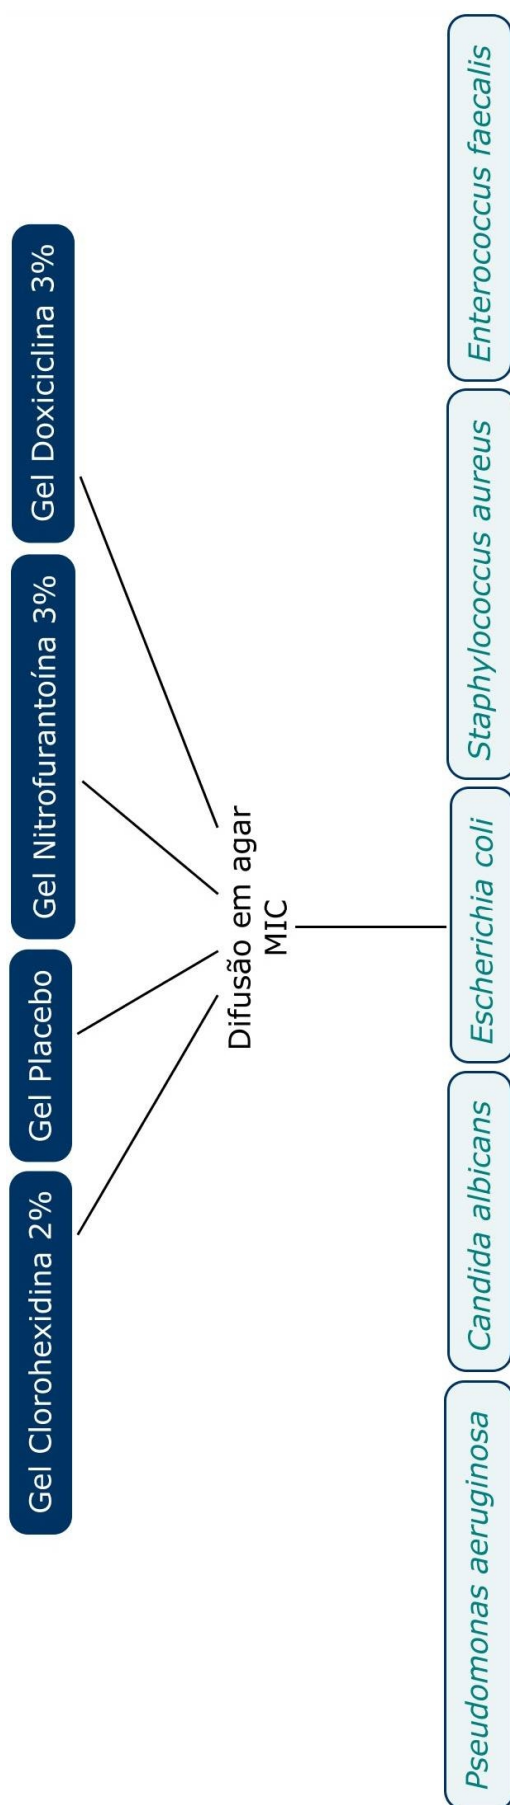 Gel Clorohexidina 2%
Gel Placebo
Gel Nitrofurantoína 3%
Gel Doxiciclina 3%
Difusão em agar
MIC
Pseudomonas aeruginosa
Candida albicans
Escherichia coli
Staphylococcus aureus
Enterococcus faecalis